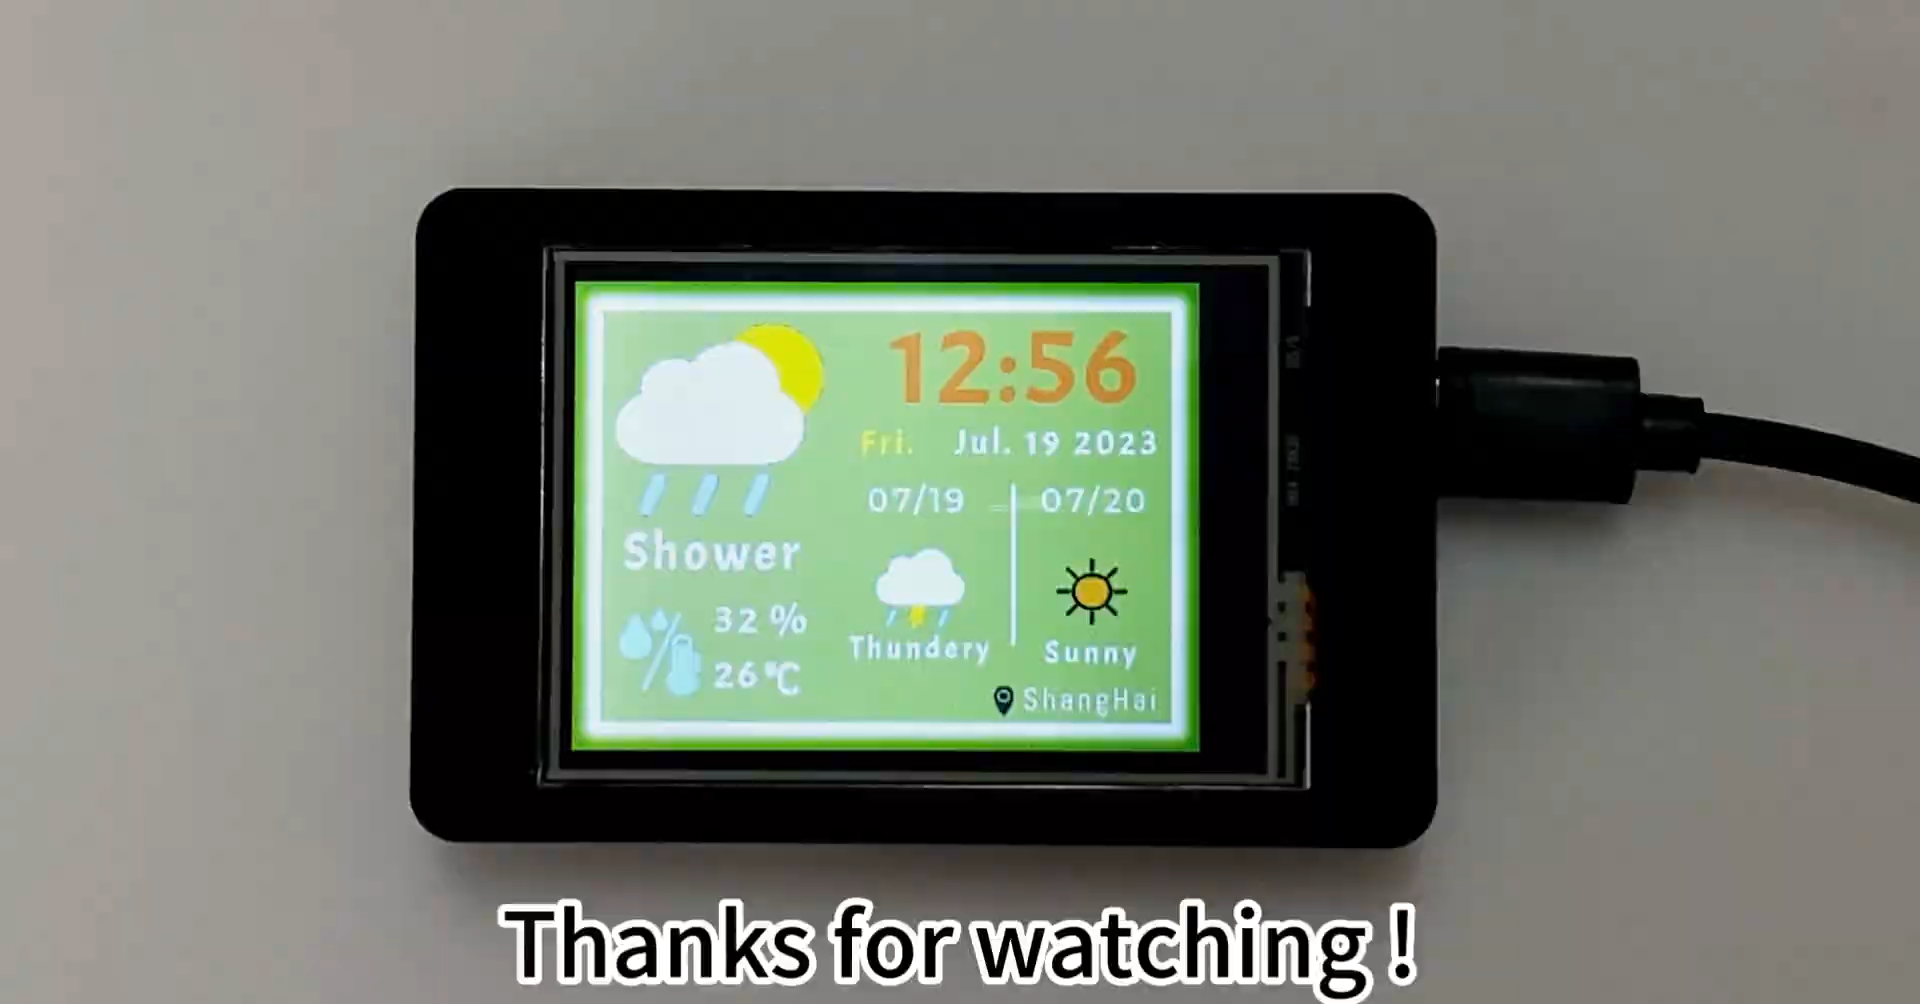 12:56
Fri. Jul. 19 2023
07/19 07/20
Shower
32 %
26℃
Thundery
Sunny
ShangHai
Thanks for watching !